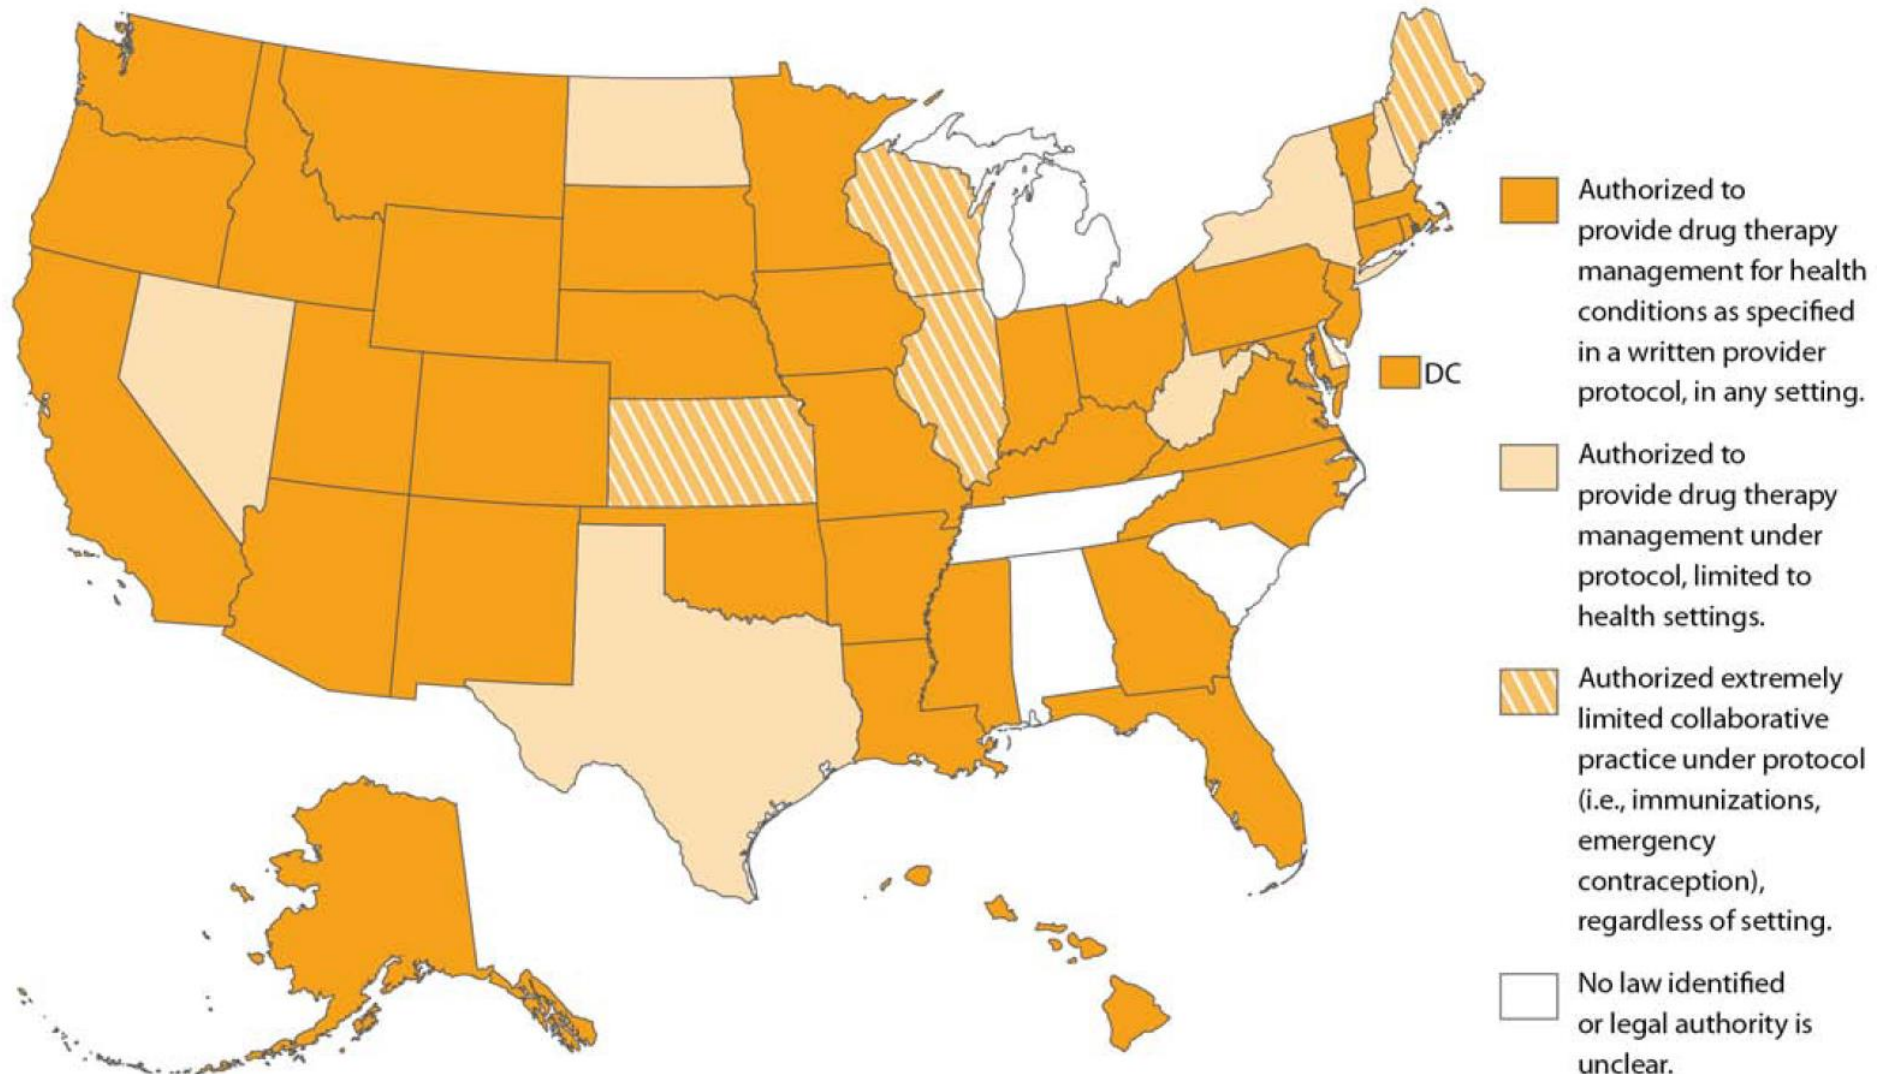 DC
Authorized to
provide drug therapy
management for health
conditions as specified
in a written provider
protocol, in any setting.
Authorized to
provide drug therapy
management under
protocol, limited to
health settings.
Authorized extremely
limited collaborative
practice under protocol
(i.e., immunizations,
emergency
contraception),
regardless of setting.
No law identified
or legal authority is
unclear.